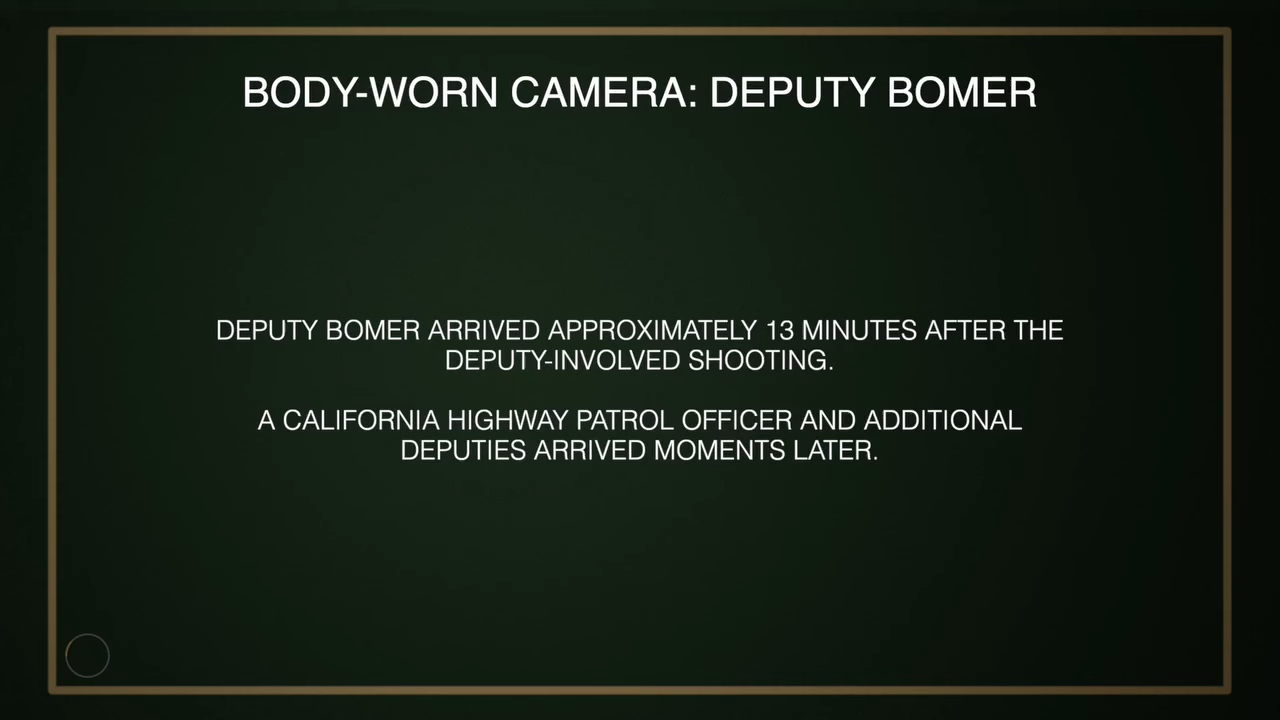 BODY-WORN CAMERA: DEPUTY BOMER
DEPUTY BOMER ARRIVED APPROXIMATELY 13 MINUTES AFTER THE
DEPUTY-INVOLVED SHOOTING.
A CALIFORNIA HIGHWAY PATROL OFFICER AND ADDITIONAL
DEPUTIES ARRIVED MOMENTS LATER.